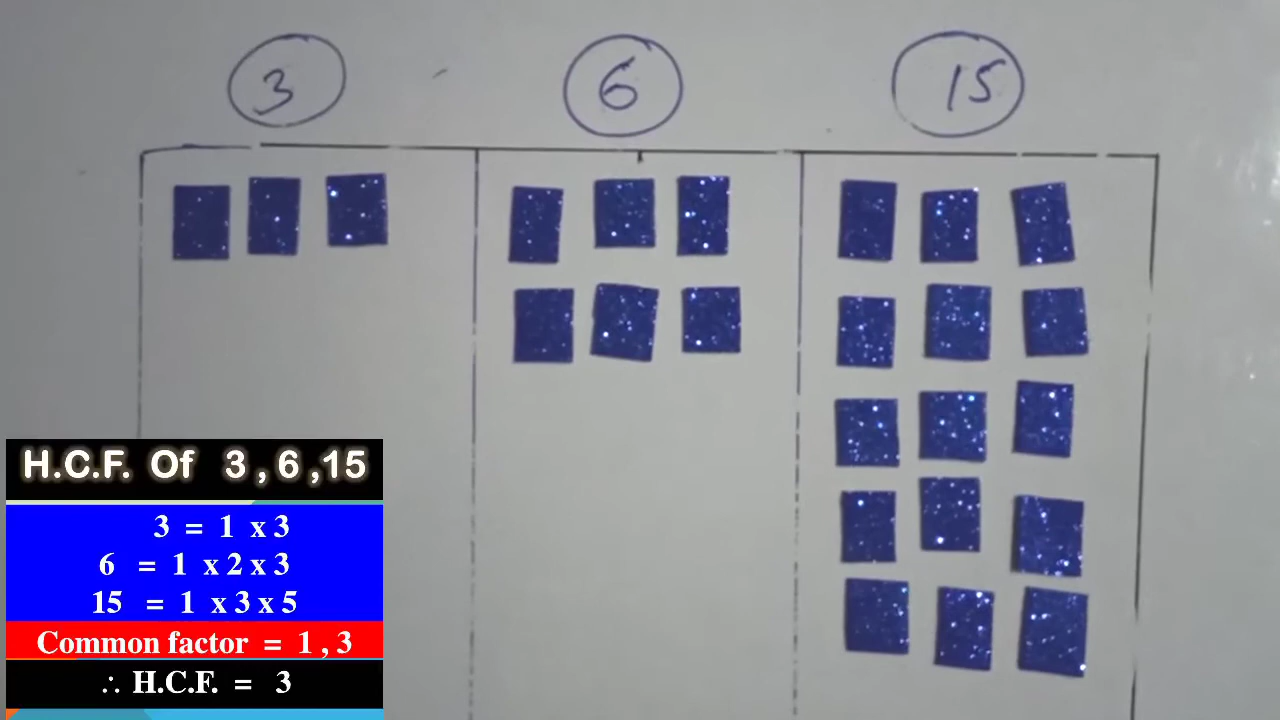 3 6 15
H.C.F. Of 3 , 6 ,15
3 = 1 x 3
6 = 1 x 2 x 3
15 = 1 x 3 x 5
Common factor = 1 , 3
∴ H.C.F. = 3